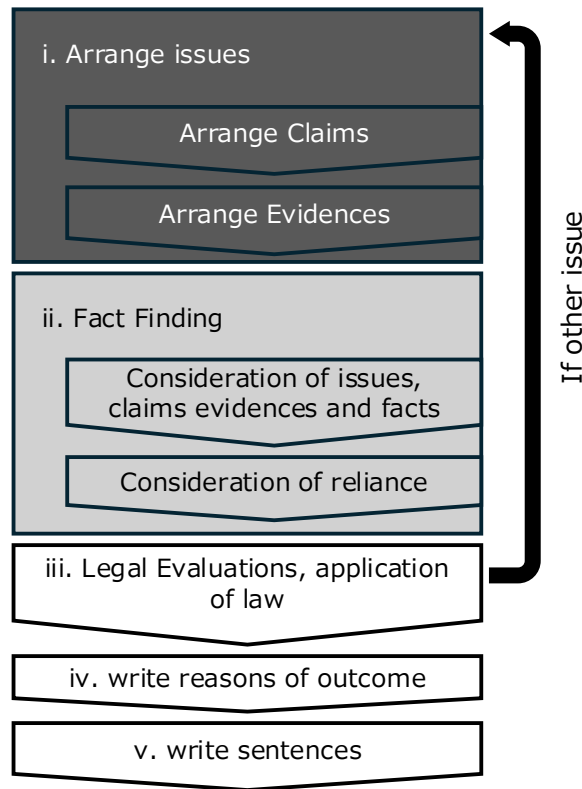 i. Arrange issues
Arrange Claims
Arrange Evidences
ii. Fact Finding
Consideration of issues,
claims evidences and facts
Consideration of reliance
iii. Legal Evaluations, application
of law
iv. write reasons of outcome
v. write sentences
If other issue